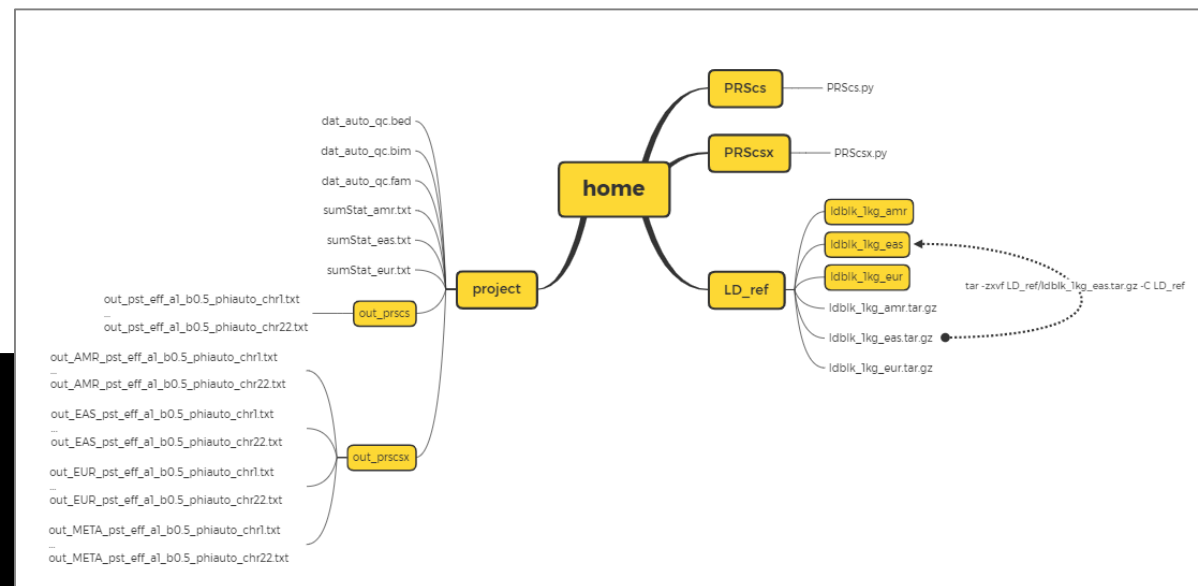 home
PRScs
PRScs.py
PRScsx
PRScsx.py
LD_ref
ldblk_1kg_amr
ldblk_1kg_eas
ldblk_1kg_eur
ldblk_1kg_amr.tar.gz
ldblk_1kg_eas.tar.gz
ldblk_1kg_eur.tar.gz
tar -zxvf LD_ref/ldblk_1kg_eas.tar.gz -C LD_ref
project
dat_auto_qc.bed
dat_auto_qc.bim
dat_auto_qc.fam
sumStat_amr.txt
sumStat_eas.txt
sumStat_eur.txt
out_prscs
out_pst_eff_a1_b0.5_phiauto_chr1.txt
...
out_pst_eff_a1_b0.5_phiauto_chr22.txt
out_prscsx
out_AMR_pst_eff_a1_b0.5_phiauto_chr1.txt
...
out_AMR_pst_eff_a1_b0.5_phiauto_chr22.txt
out_EAS_pst_eff_a1_b0.5_phiauto_chr1.txt
...
out_EAS_pst_eff_a1_b0.5_phiauto_chr22.txt
out_EUR_pst_eff_a1_b0.5_phiauto_chr1.txt
...
out_EUR_pst_eff_a1_b0.5_phiauto_chr22.txt
out_META_pst_eff_a1_b0.5_phiauto_chr1.txt
...
out_META_pst_eff_a1_b0.5_phiauto_chr22.txt